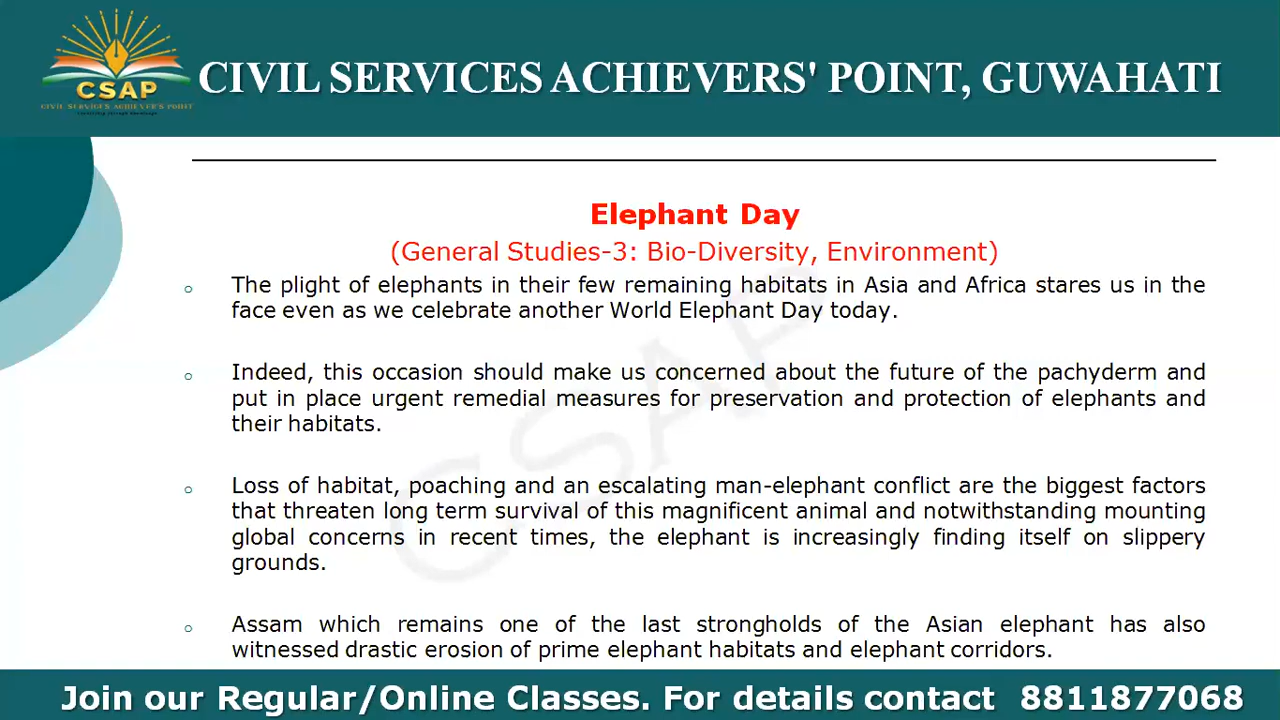 CSAP
CIVIL SERVICES ACHIEVER'S POINT
CIVIL SERVICES ACHIEVERS' POINT, GUWAHATI
Elephant Day
(General Studies-3: Bio-Diversity, Environment)
The plight of elephants in their few remaining habitats in Asia and Africa stares us in the
face even as we celebrate another World Elephant Day today.
Indeed, this occasion should make us concerned about the future of the pachyderm and
put in place urgent remedial measures for preservation and protection of elephants and
their habitats.
Loss of habitat, poaching and an escalating man-elephant conflict are the biggest factors
that threaten long term survival of this magnificent animal and notwithstanding mounting
global concerns in recent times, the elephant is increasingly finding itself on slippery
grounds.
Assam which remains one of the last strongholds of the Asian elephant has also
witnessed drastic erosion of prime elephant habitats and elephant corridors.
CSAP
Join our Regular/Online Classes. For details contact 8811877068